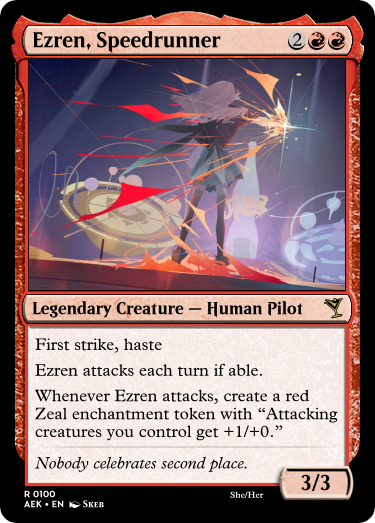 Ezren, Speedrunner 2
Legendary Creature — Human Pilot
First strike, haste
Ezren attacks each turn if able.
Whenever Ezren attacks, create a red
Zeal enchantment token with “Attacking
creatures you control get +1/+0.”
Nobody celebrates second place.
3/3
R 0100
AEK • EN Skeb
She/Her